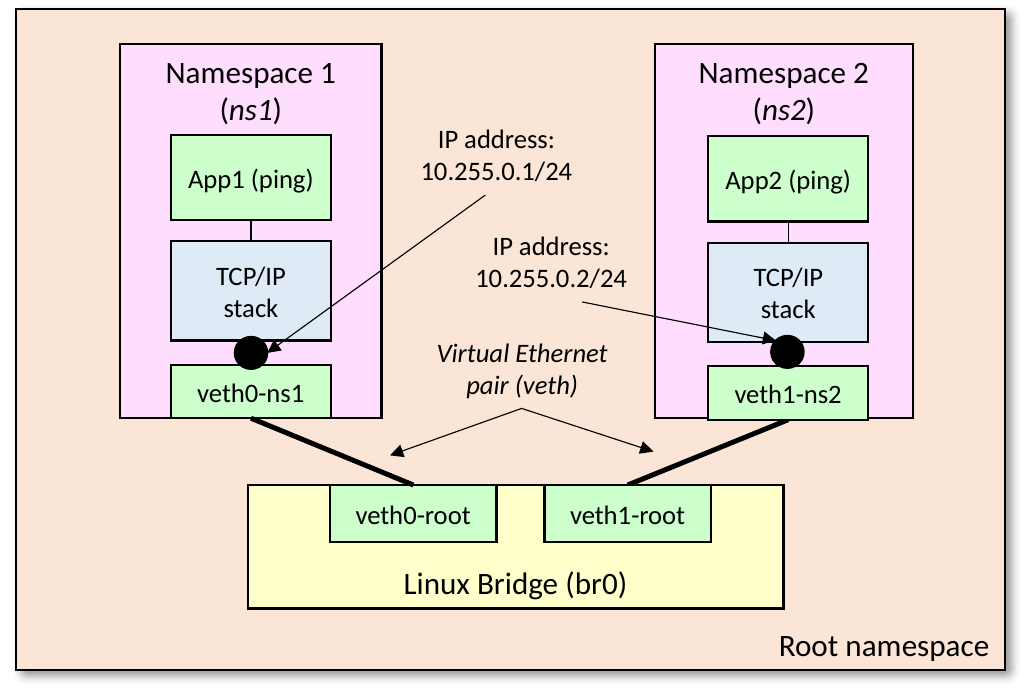 Namespace 1
(ns1)
App1 (ping)
TCP/IP
stack
veth0-ns1
IP address:
10.255.0.1/24
IP address:
10.255.0.2/24
Virtual Ethernet
pair (veth)
Namespace 2
(ns2)
App2 (ping)
TCP/IP
stack
veth1-ns2
veth0-root
veth1-root
Linux Bridge (br0)
Root namespace